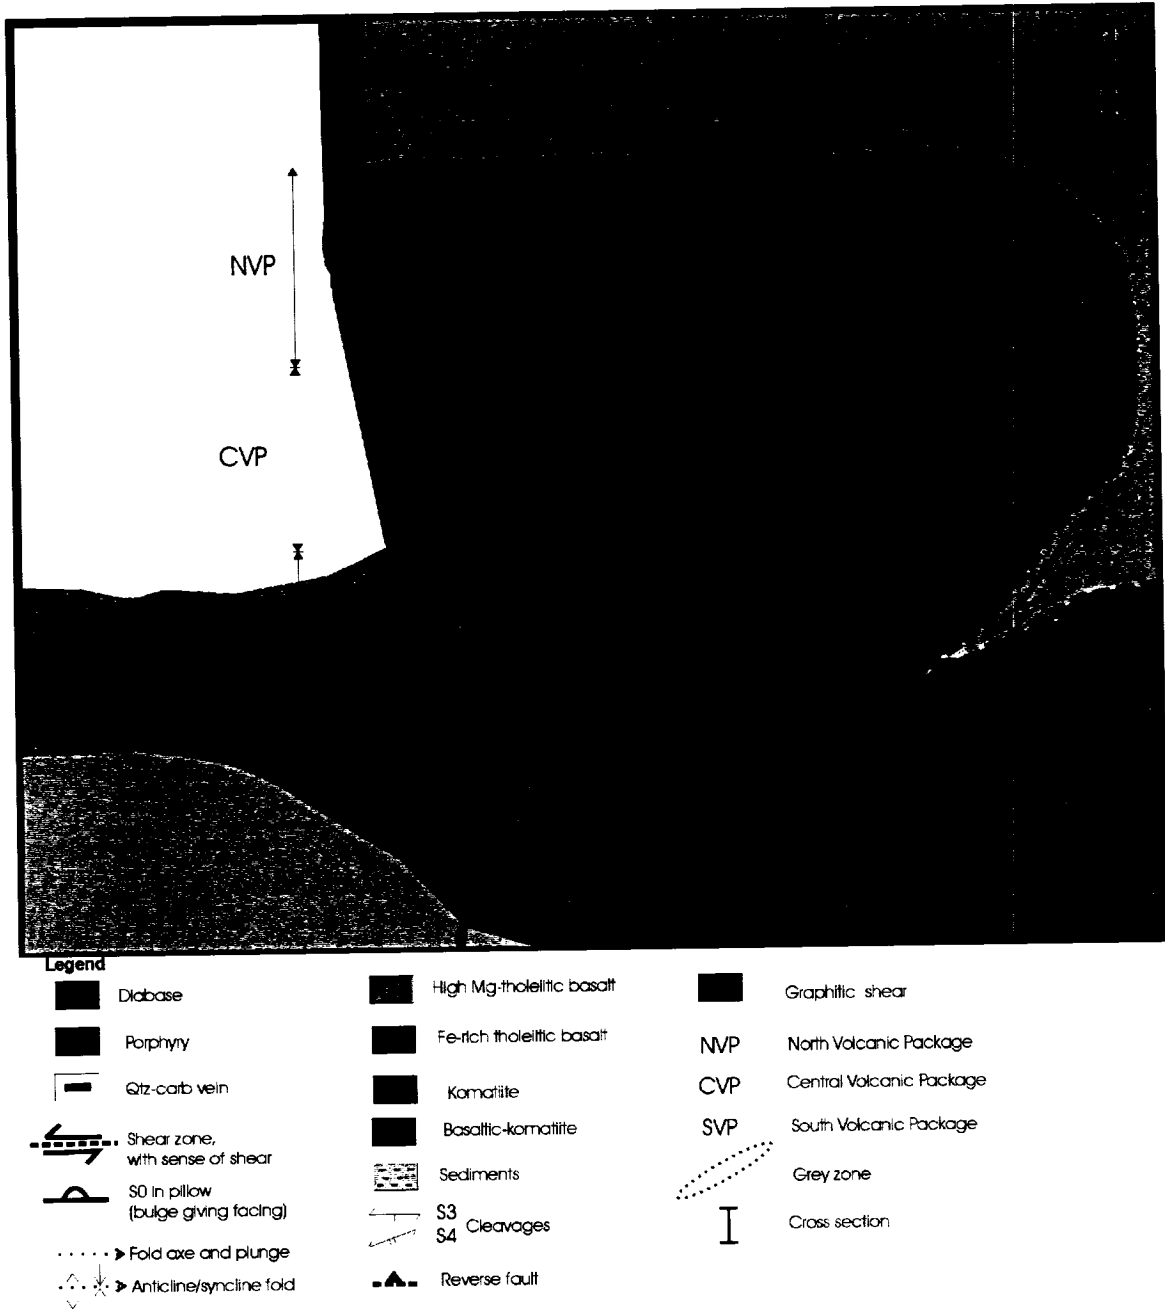 NVP
CVP
Legend
Diabase
Porphyry
Qtz-carb vein
Shear zone,
with sense of shear
S0 in pillow
(bulge giving facing)
Fold axe and plunge
Anticline/syncline fold
High Mg-tholeiitic basalt
Fe-rich tholeiitic basalt
Komatiite
Basaltic-komatiite
Sediments
S3
S4 Cleavages
Reverse fault
Graphitic shear
NVP North Volcanic Package
CVP Central Volcanic Package
SVP South Volcanic Package
Grey zone
Cross section